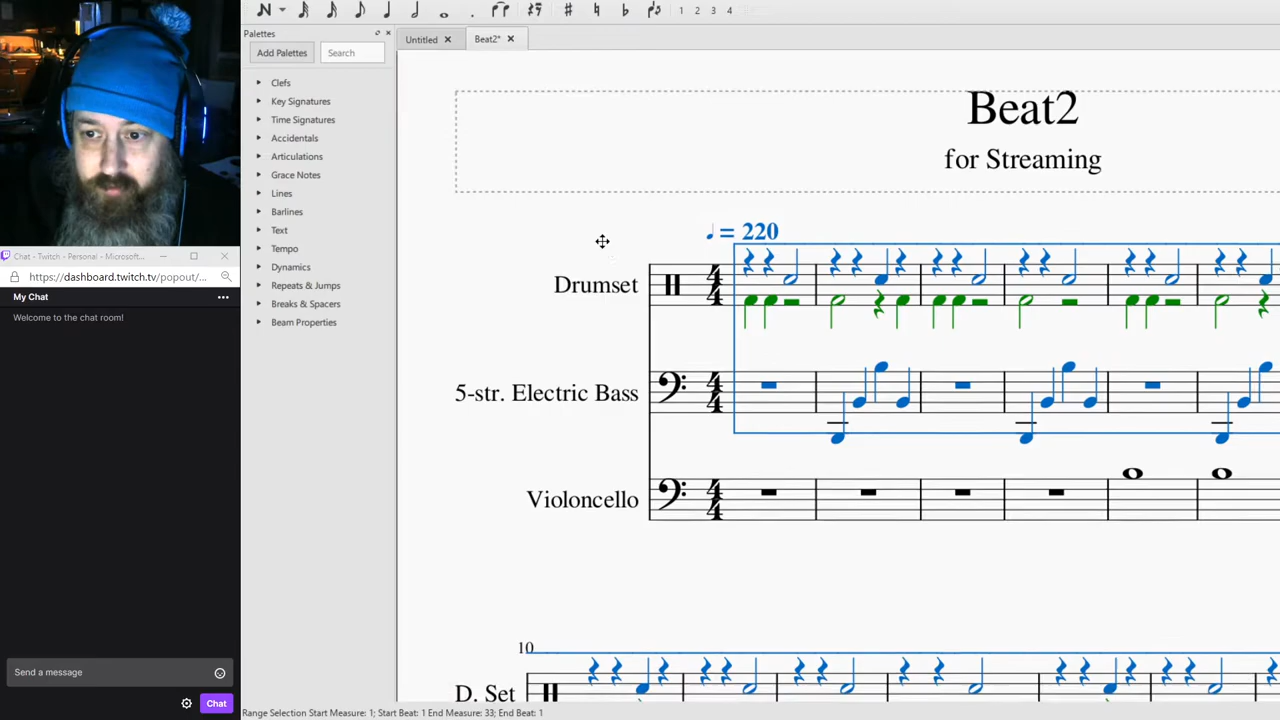 1 2 3 4
Palettes
Add Palettes Search
Untitled Beat2*
Clefs
Key Signatures
Time Signatures
Accidentals
Articulations
Grace Notes
Lines
Barlines
Text
Tempo
Dynamics
Repeats & Jumps
Breaks & Spacers
Beam Properties
Chat - Twitch - Personal - Microsoft...
https://dashboard.twitch.tv/popout/...
My Chat
Welcome to the chat room!
Send a message
Chat
Beat2
for Streaming
= 220
Drumset
5-str. Electric Bass
Violoncello
10
D. Set
Range Selection Start Measure: 1; Start Beat: 1 End Measure: 33; End Beat: 1